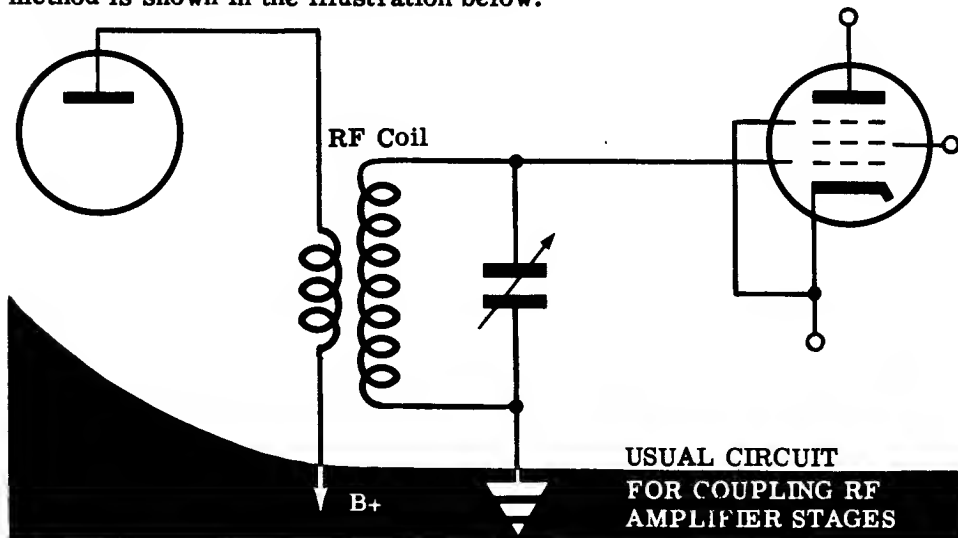 method is shown in the illustration below.
RF Coil
B+
USUAL CIRCUIT
FOR COUPLING RF
AMPLIFIER STAGES